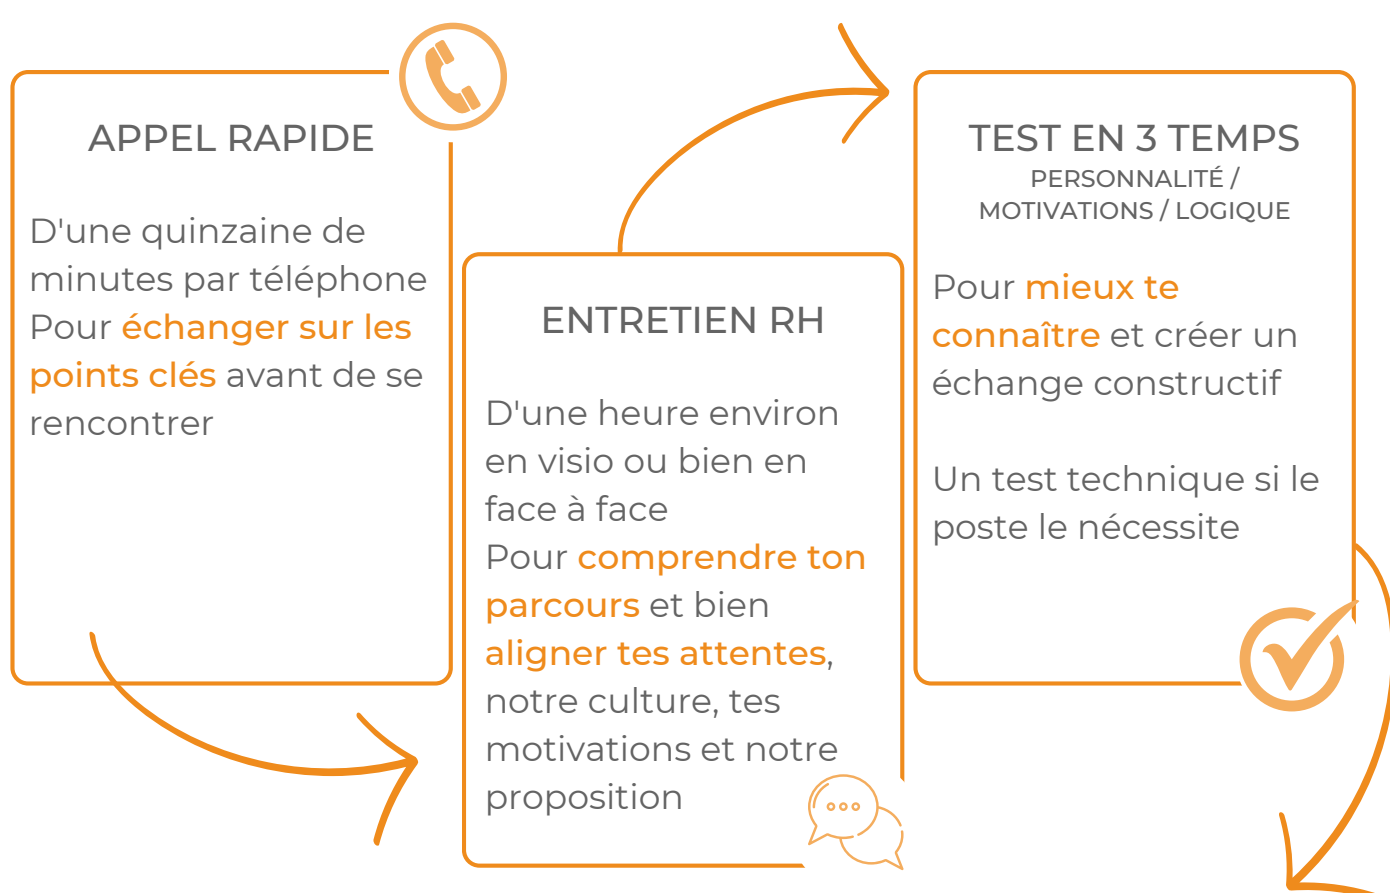 APPEL RAPIDE
D'une quinzaine de
minutes par téléphone
Pour échanger sur les
points clés avant de se
rencontrer
ENTRETIEN RH
D'une heure environ
en visio ou bien en
face à face
Pour comprendre ton
parcours et bien
aligner tes attentes,
notre culture, tes
motivations et notre
proposition
TEST EN 3 TEMPS
PERSONNALITÉ /
MOTIVATIONS / LOGIQUE
Pour mieux te
connaître et créer un
échange constructif
Un test technique si le
poste le nécessite